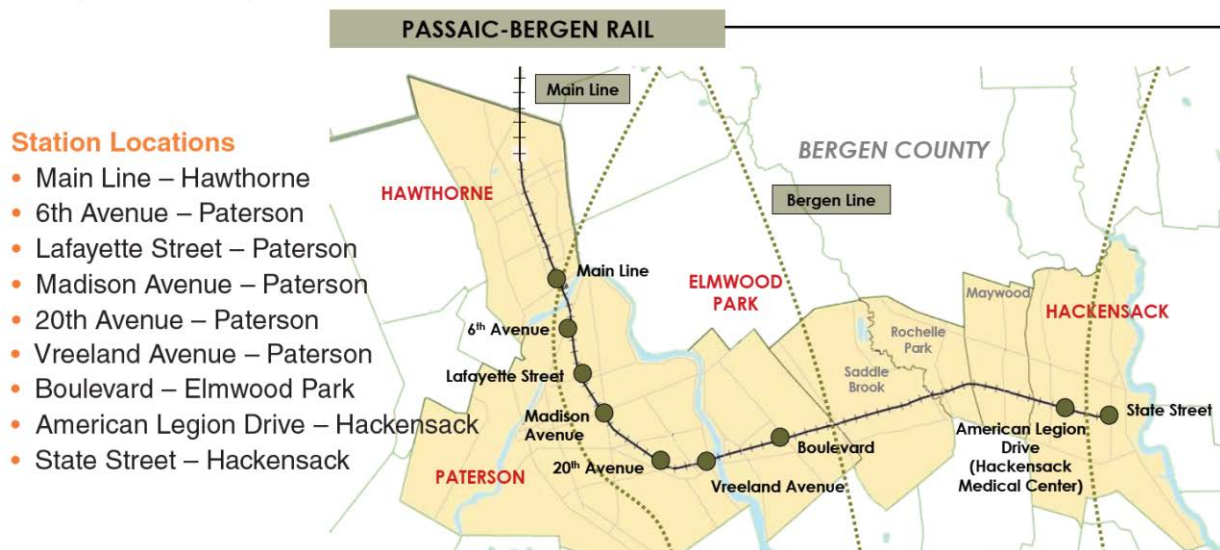 PASSAIC-BERGEN RAIL
Station Locations
• Main Line – Hawthorne
• 6th Avenue – Paterson
• Lafayette Street – Paterson
• Madison Avenue – Paterson
• 20th Avenue – Paterson
• Vreeland Avenue – Paterson
• Boulevard – Elmwood Park
• American Legion Drive – Hackensack
• State Street – Hackensack
Main Line
BERGEN COUNTY
HAWTHORNE
Bergen Line
Main Line
ELMWOOD
PARK
Maywood
HACKENSACK
6th Avenue
Rochelle
Park
Lafayette Street
Saddle
Brook
Madison
Avenue
State Street
American Legion
Drive
(Hackensack
Medical Center)
Boulevard
20th Avenue
PATERSON
Vreeland Avenue